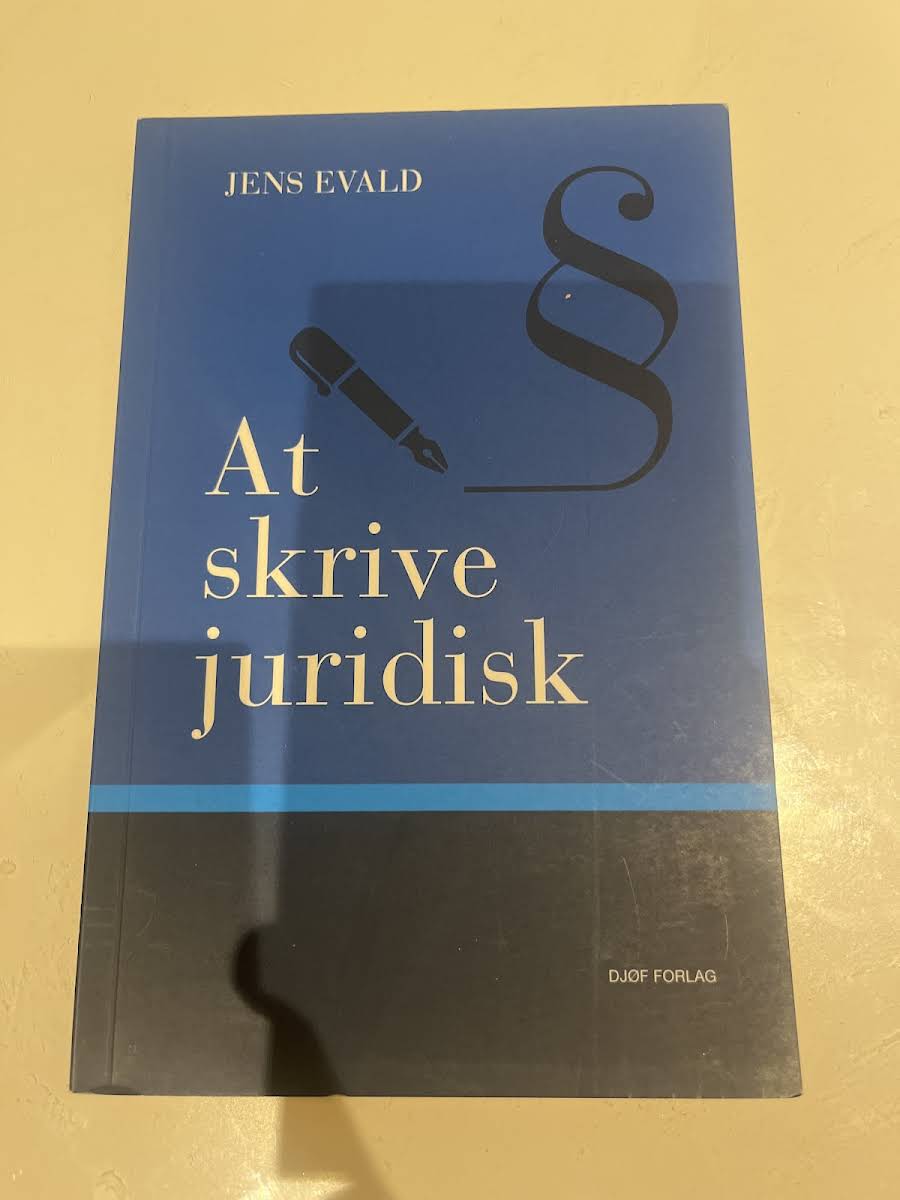 JENS EVALD
§
At
skrive
juridisk
DJØF FORLAG